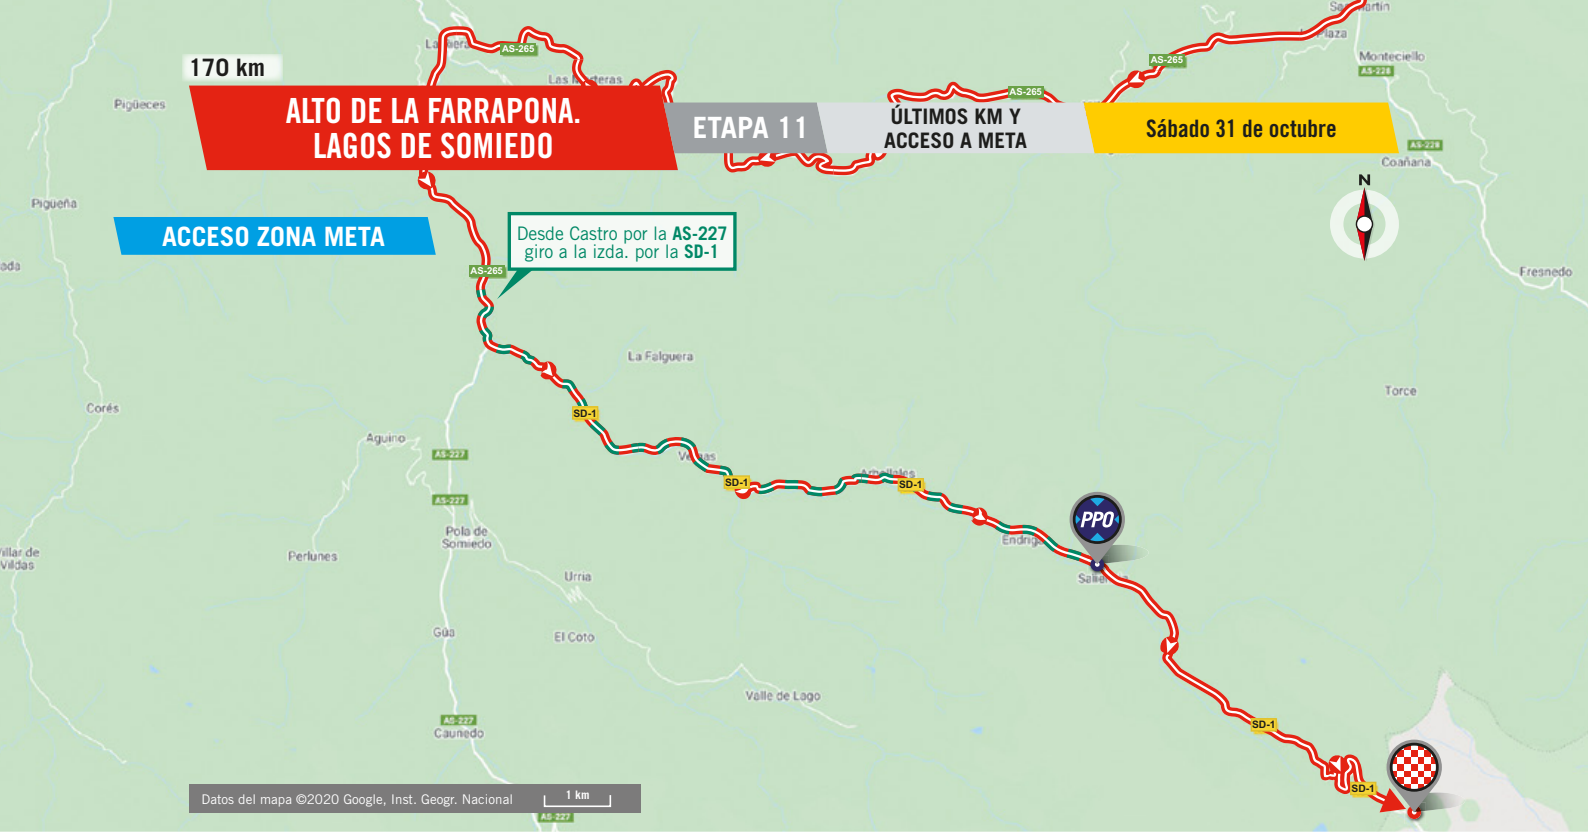 170 km
ALTO DE LA FARRAPONA.
LAGOS DE SOMIEDO
ETAPA 11
ÚLTIMOS KM Y
ACCESO A META
Sábado 31 de octubre
ACCESO ZONA META
Desde Castro por la AS-227
giro a la izda. por la SD-1
N
AS-265
AS-265
AS-265
AS-228
AS-228
Monteciello
Coañana
Fresnedo
Pigüeces
Pigüeña
AS-265
La Falguera
Torce
Corés
SD-1
Aguino
AS-227
SD-1
SD-1
AS-227
PPO
Pola de
Somiedo
Perlunes
Urria
Gúa
El Coto
Valle de Lago
AS-227
Caunedo
SD-1
SD-1
Datos del mapa ©2020 Google, Inst. Geogr. Nacional
1 km
AS-227